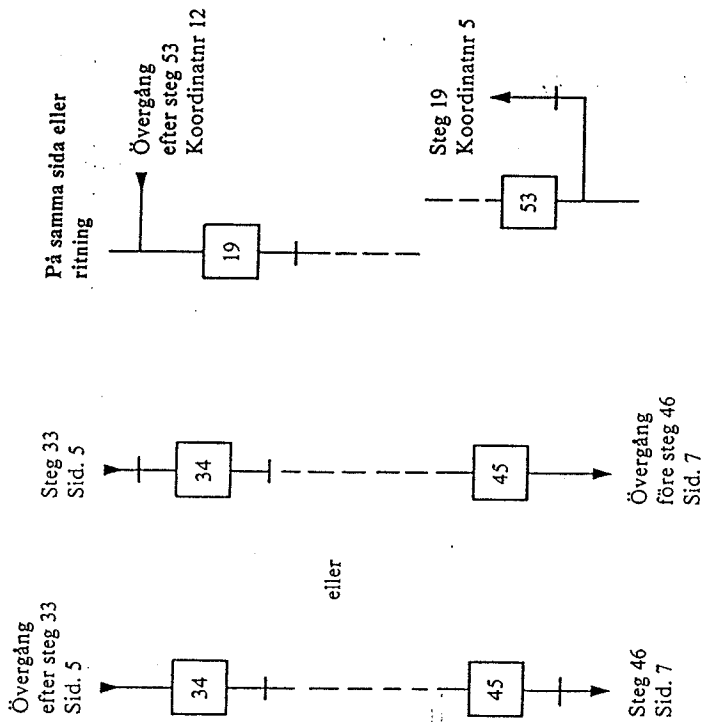 Övergång
efter steg 33
Sid. 5
34
45
Steg 46
Sid. 7
eller
Steg 33
Sid. 5
34
45
Övergång
före steg 46
Sid. 7
På samma sida eller
ritning
Övergång
efter steg 53
Koordinatnr 12
19
Steg 19
Koordinatnr 5
53